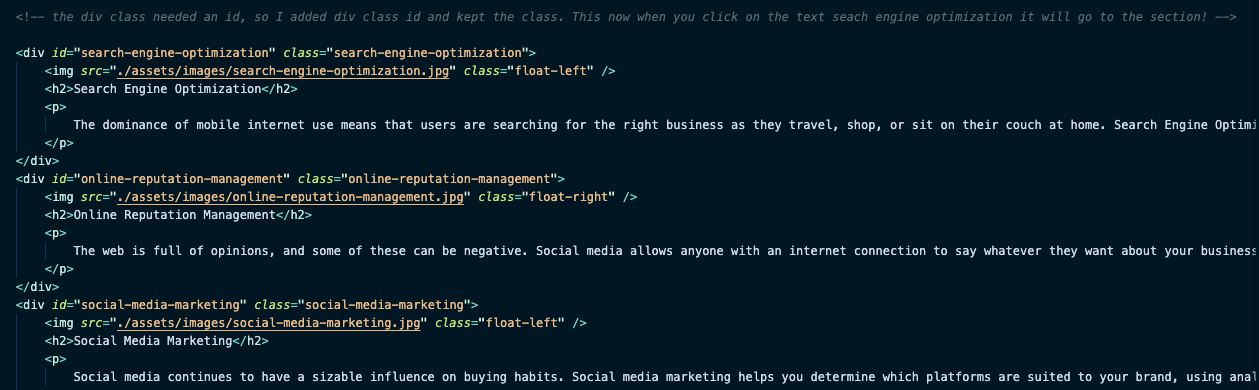 <!-- the div class needed an id, so I added div class id and kept the class. This now when you click on the text seach engine optimization it will go to the section! -->
<div id="search-engine-optimization" class="search-engine-optimization">
<img src="./assets/images/search-engine-optimization.jpg" class="float-left" />
<h2>Search Engine Optimization</h2>
<p>
The dominance of mobile internet use means that users are searching for the right business as they travel, shop, or sit on their couch at home. Search Engine Optimi
</p>
</div>
<div id="online-reputation-management" class="online-reputation-management">
<img src="./assets/images/online-reputation-management.jpg" class="float-right" />
<h2>Online Reputation Management</h2>
<p>
The web is full of opinions, and some of these can be negative. Social media allows anyone with an internet connection to say whatever they want about your business
</p>
</div>
<div id="social-media-marketing" class="social-media-marketing">
<img src="./assets/images/social-media-marketing.jpg" class="float-left" />
<h2>Social Media Marketing</h2>
<p>
Social media continues to have a sizable influence on buying habits. Social media marketing helps you determine which platforms are suited to your brand, using ana